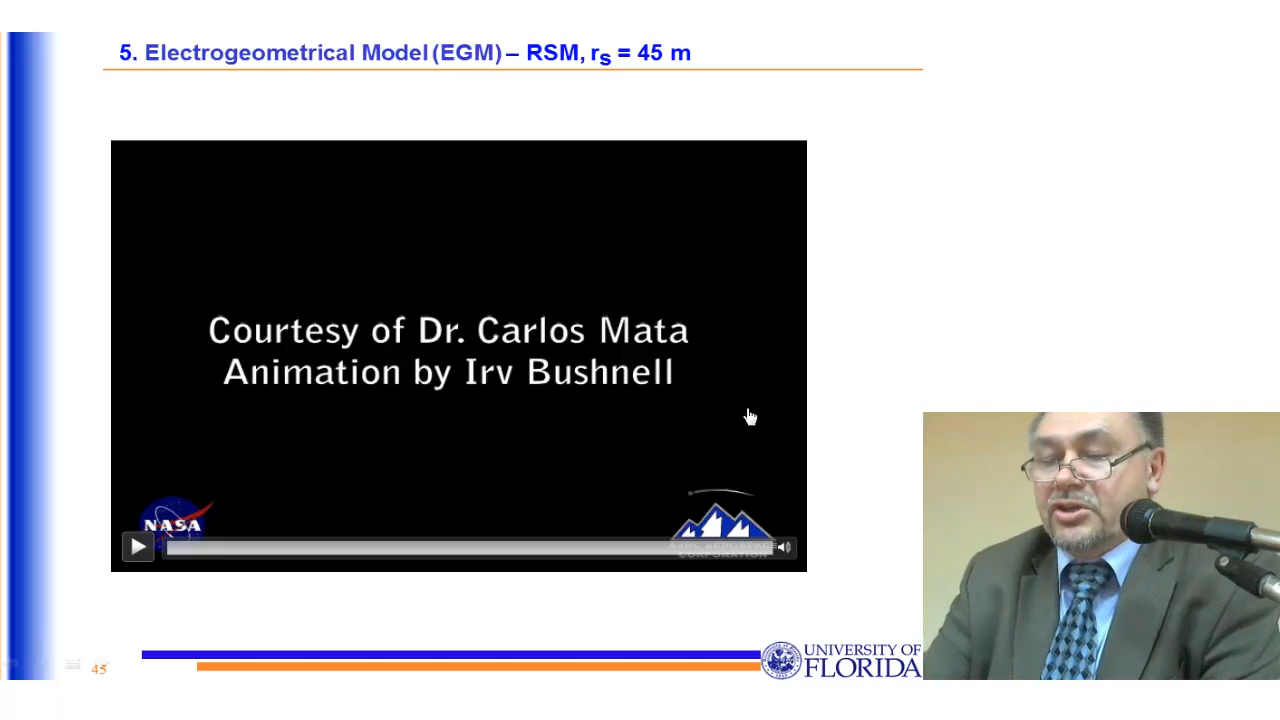 5. Electrogeometrical Model (EGM) – RSM, rs = 45 m
Courtesy of Dr. Carlos Mata
Animation by Irv Bushnell
NASA
CORPORATION
45
UNIVERSITY OF
FLORIDA